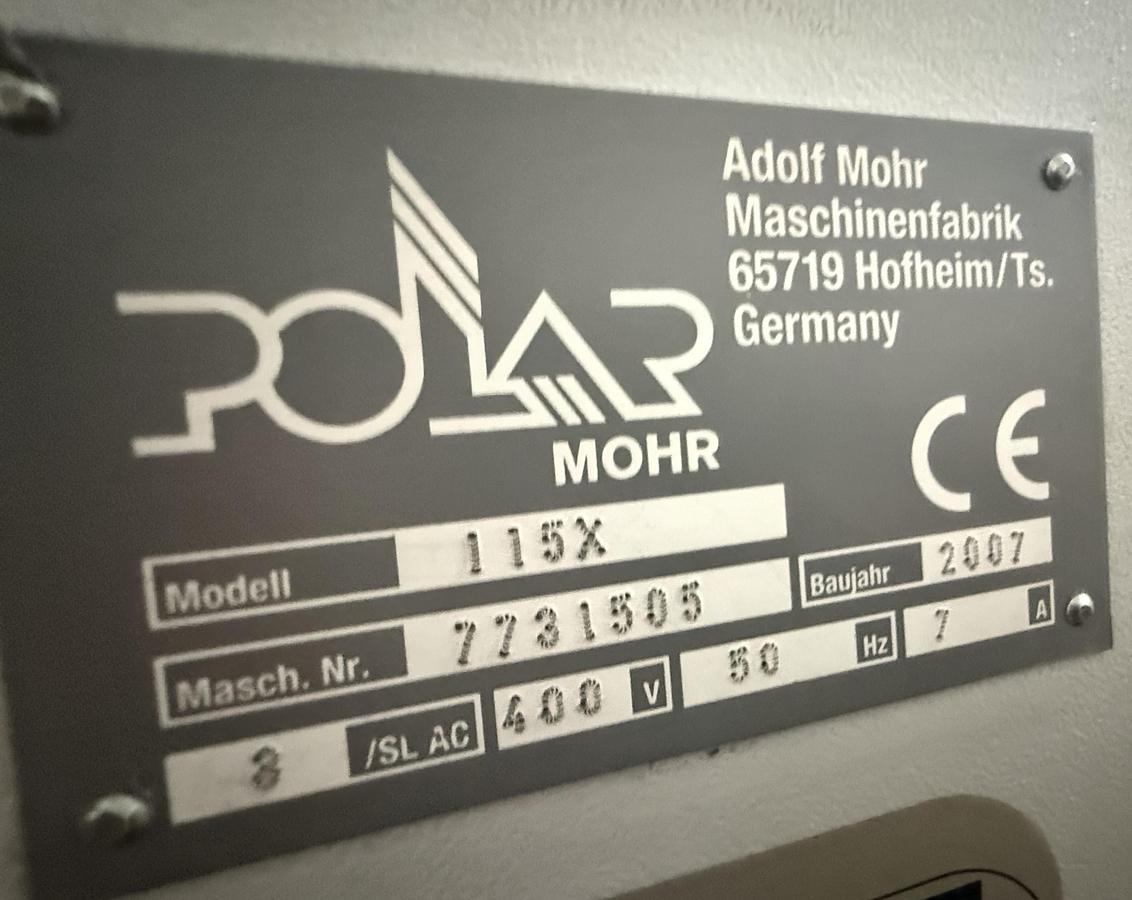 POLAR
MOHR
Adolf Mohr
Maschinenfabrik
65719 Hofheim/Ts.
Germany
CE
Modell 115X
Masch. Nr. 7731505
Baujahr 2007
3 /SL AC 400 V 50 Hz 7 A